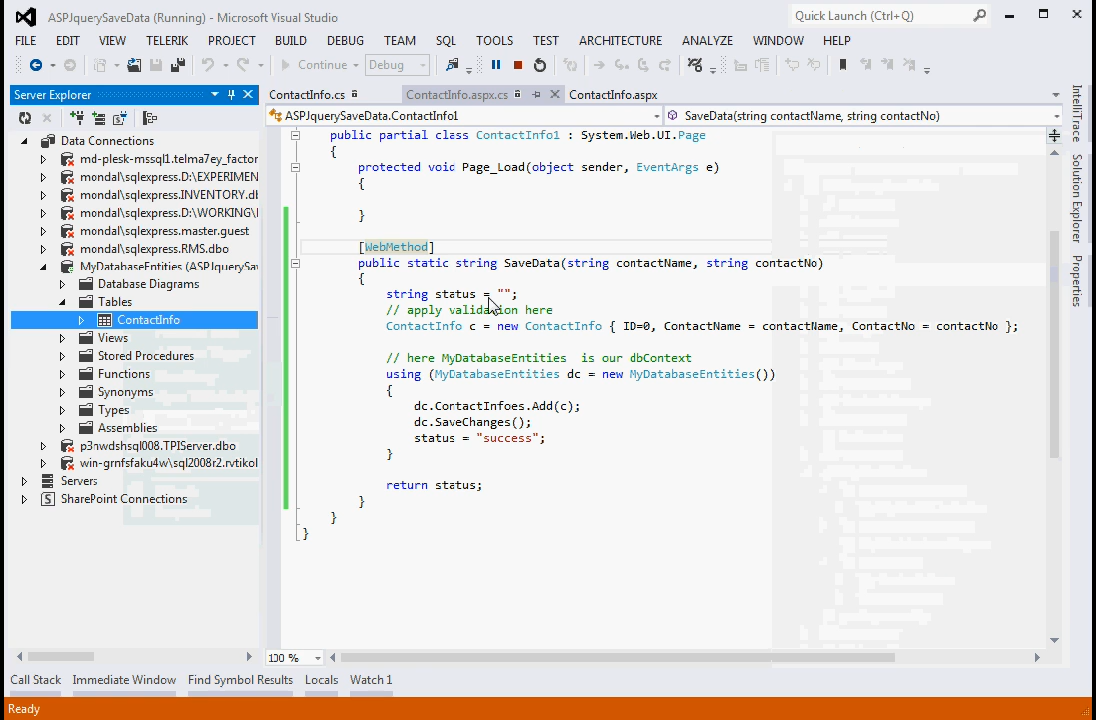 ASPJquerySaveData (Running) - Microsoft Visual Studio
Quick Launch (Ctrl+Q)
FILE EDIT VIEW TELERIK PROJECT BUILD DEBUG TEAM SQL TOOLS TEST ARCHITECTURE ANALYZE WINDOW HELP
Continue Debug
Server Explorer
ContactInfo.cs ContactInfo.aspx.cs ContactInfo.aspx
ASPJquerySaveData.ContactInfo1 SaveData(string contactName, string contactNo)
Data Connections
md-plesk-mssql1.telma7ey_factor
mondal\sqlexpress.D:\EXPERIMEN
mondal\sqlexpress.INVENTORY.db
mondal\sqlexpress.D:\WORKING\
mondal\sqlexpress.master.guest
mondal\sqlexpress.RMS.dbo
MyDatabaseEntities (ASPJquerySav
Database Diagrams
Tables
ContactInfo
Views
Stored Procedures
Functions
Synonyms
Types
Assemblies
p3nwdshsql008.TPIServer.dbo
win-grnfsfaku4w\sql2008r2.rvtikol
Servers
SharePoint Connections
public partial class ContactInfo1 : System.Web.UI.Page
{
protected void Page_Load(object sender, EventArgs e)
{
}
[WebMethod]
public static string SaveData(string contactName, string contactNo)
{
string status = "";
// apply validation here
ContactInfo c = new ContactInfo { ID=0, ContactName = contactName, ContactNo = contactNo };
// here MyDatabaseEntities  is our dbContext
using (MyDatabaseEntities dc = new MyDatabaseEntities())
{
dc.ContactInfoes.Add(c);
dc.SaveChanges();
status = "success";
}
return status;
}
}
}
IntelliTrace
Solution Explorer
Properties
100 %
Call Stack Immediate Window Find Symbol Results Locals Watch 1
Ready